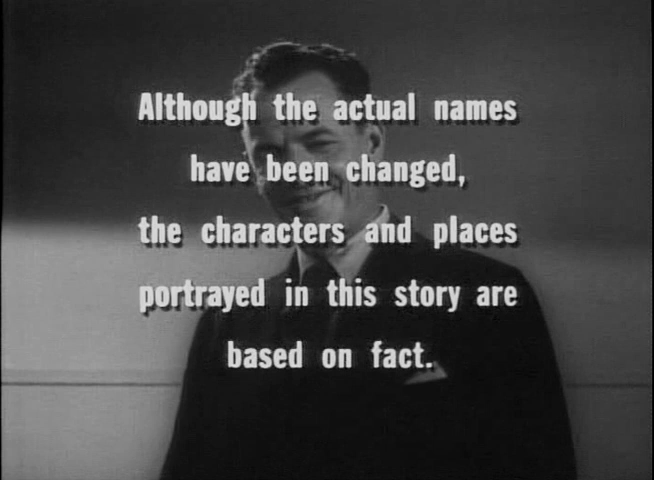 Although the actual names
have been changed,
the characters and places
portrayed in this story are
based on fact.